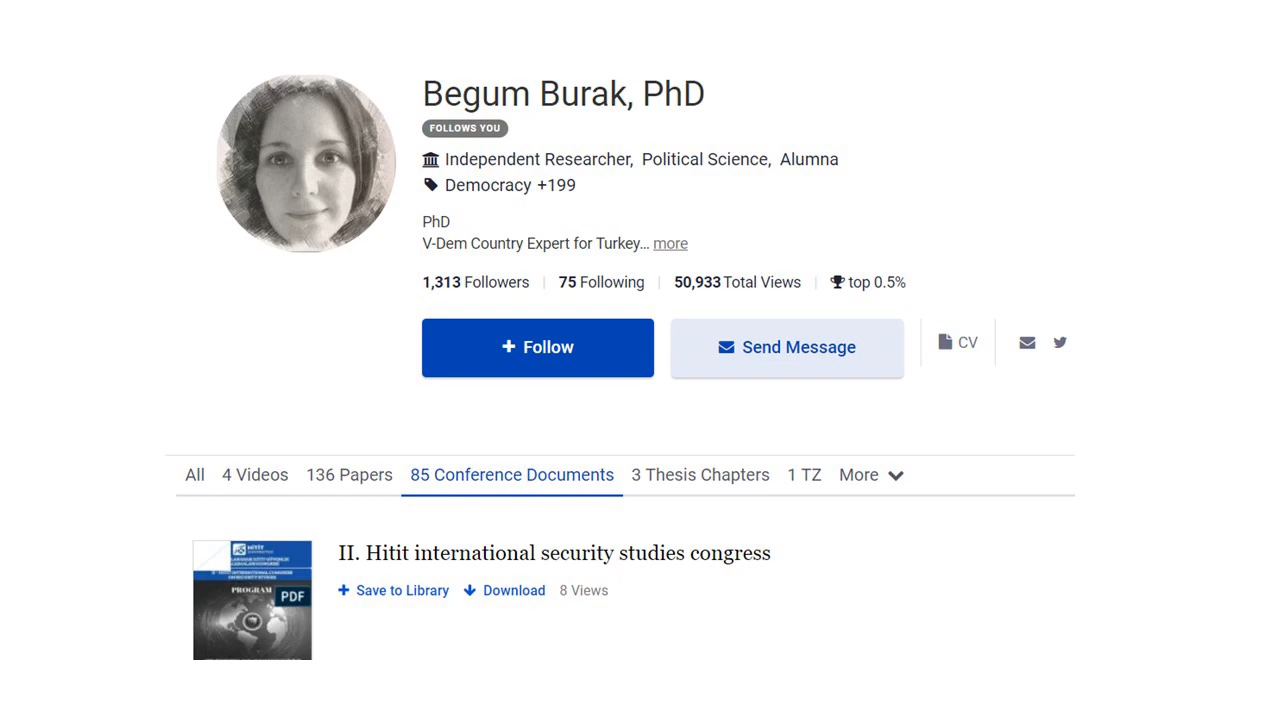 Begum Burak, PhD
FOLLOWS YOU
Independent Researcher, Political Science, Alumna
Democracy +199
PhD
V-Dem Country Expert for Turkey... more
1,313 Followers 75 Following 50,933 Total Views top 0.5%
+ Follow Send Message CV
All 4 Videos 136 Papers 85 Conference Documents 3 Thesis Chapters 1 TZ More
II. Hitit international security studies congress
+ Save to Library Download 8 Views
HİTİT
PROGRAM
PDF